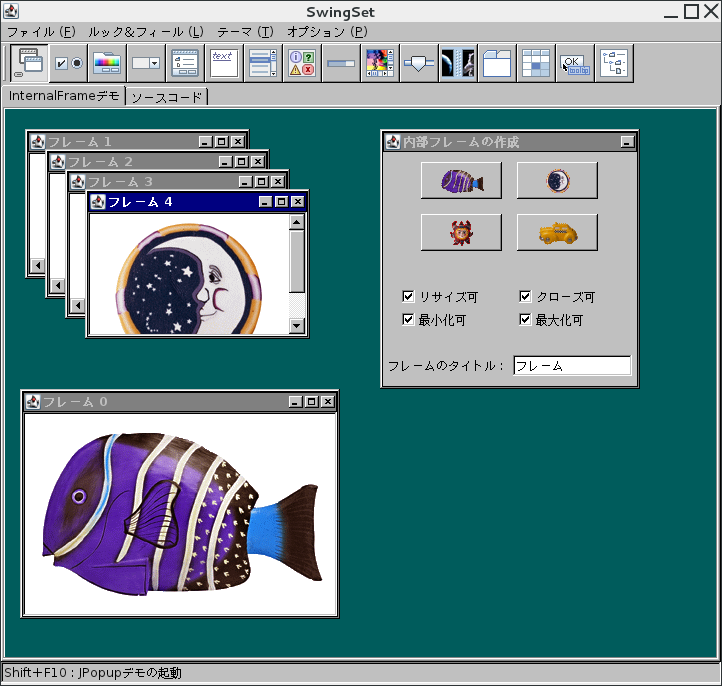 SwingSet
ファイル (F) ルック＆フィール (L) テーマ (T) オプション (P)
text
OK
tooltip
InternalFrameデモ ソースコード
フレーム 1
フレーム 2
フレーム 3
フレーム 4
内部フレームの作成
リサイズ可 クローズ可
最小化可 最大化可
フレームのタイトル： フレーム
フレーム 0
Shift＋F10：JPopupデモの起動